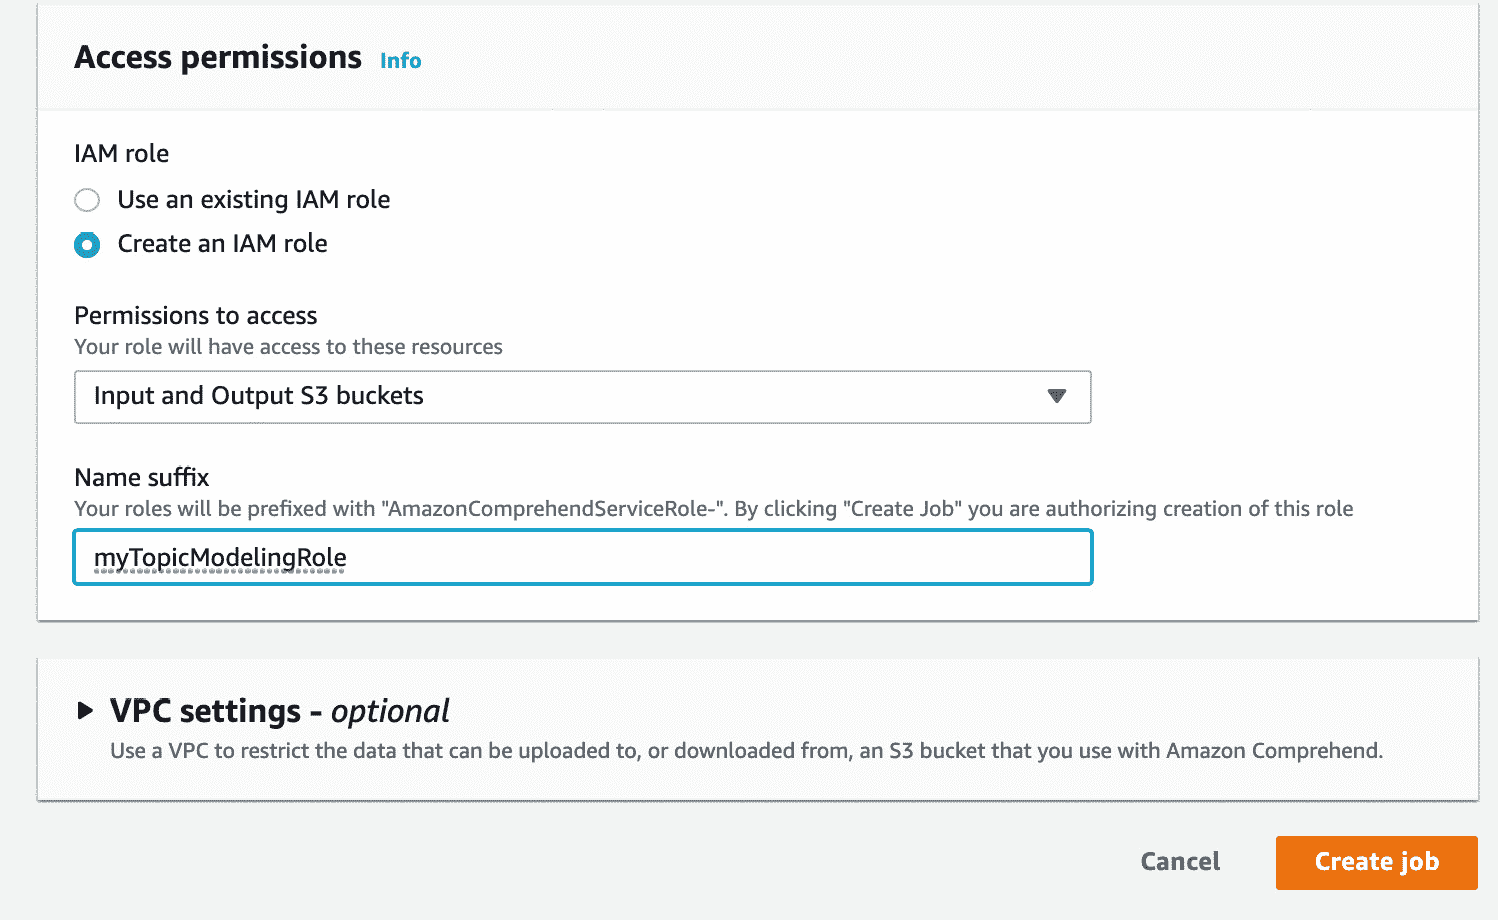 Access permissions Info
IAM role
Use an existing IAM role
Create an IAM role
Permissions to access
Your role will have access to these resources
Input and Output S3 buckets
Name suffix
Your roles will be prefixed with "AmazonComprehendServiceRole-". By clicking "Create Job" you are authorizing creation of this role
myTopicModelingRole
VPC settings - optional
Use a VPC to restrict the data that can be uploaded to, or downloaded from, an S3 bucket that you use with Amazon Comprehend.
Cancel Create job